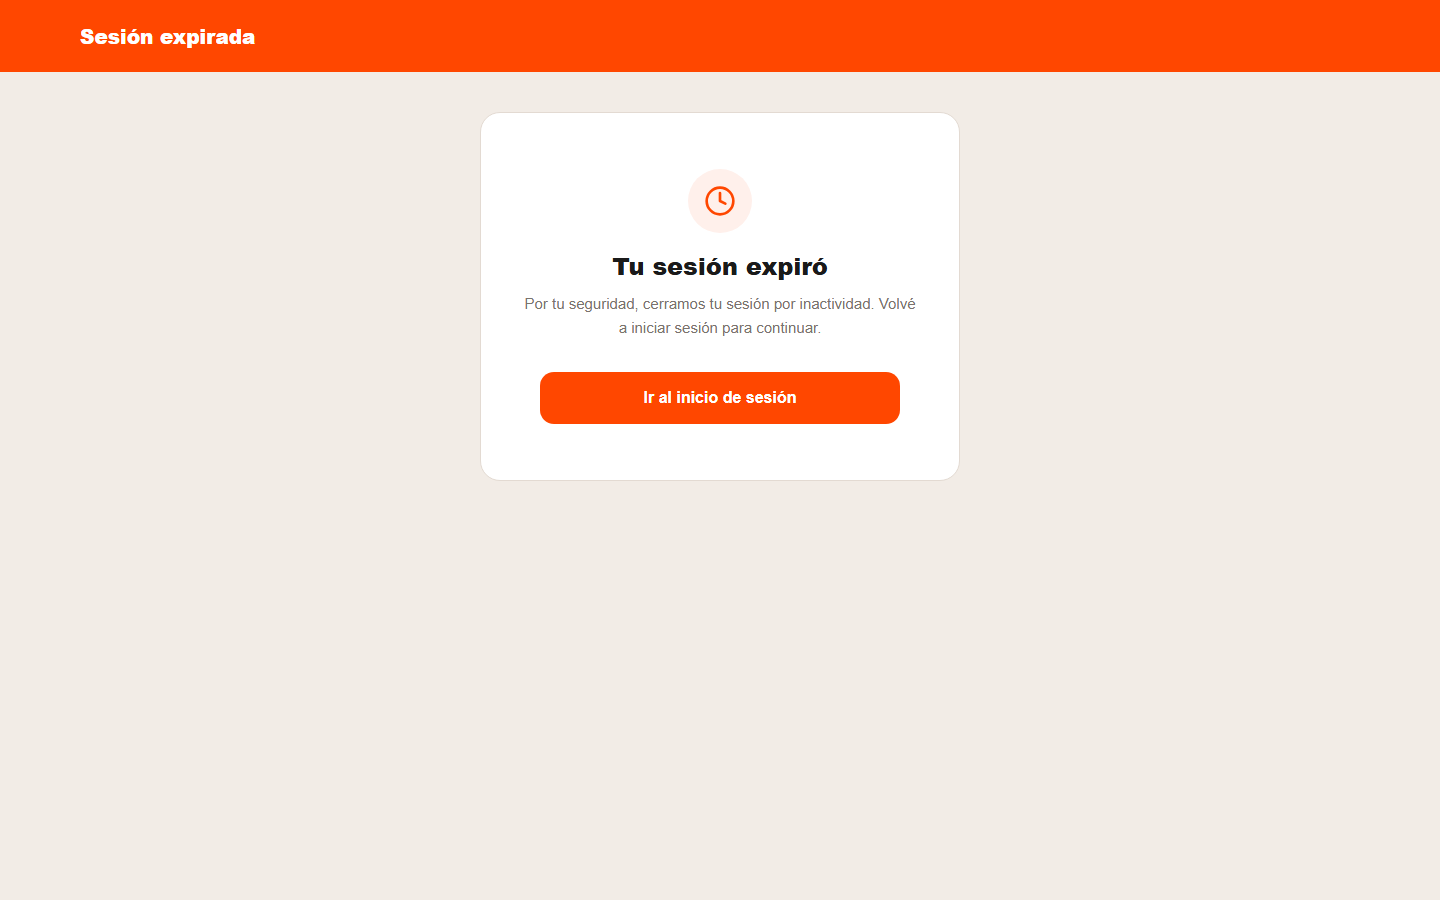 Sesión expirada
Tu sesión expiró
Por tu seguridad, cerramos tu sesión por inactividad. Volvé
a iniciar sesión para continuar.
Ir al inicio de sesión